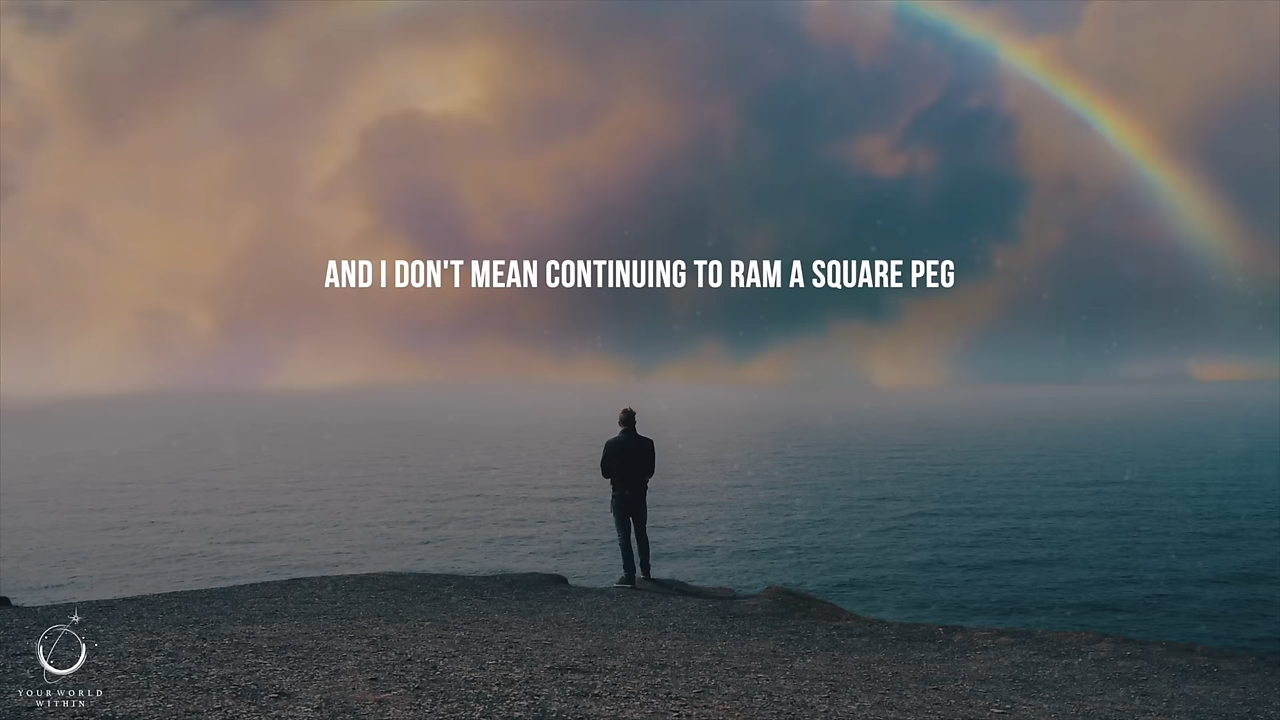 AND I DON'T MEAN CONTINUING TO RAM A SQUARE PEG
YOUR WORLD
WITHIN